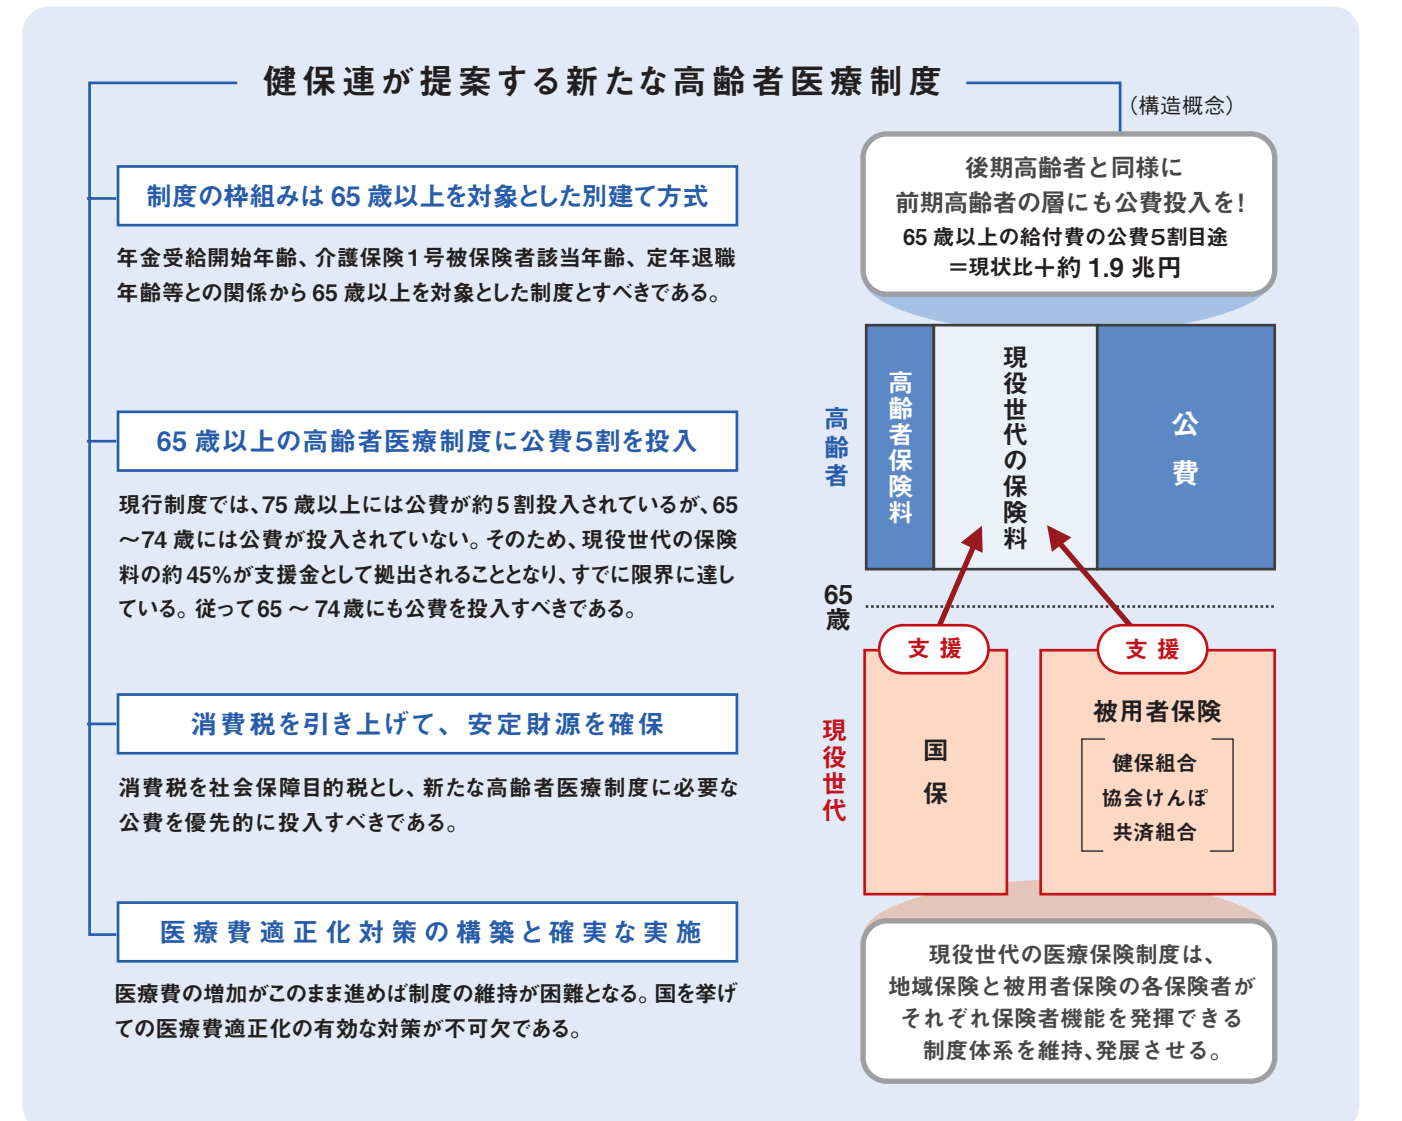 健保連が提案する新たな高齢者医療制度
(構造概念)
制度の枠組みは65歳以上を対象とした別建て方式
年金受給開始年齢、介護保険1号被保険者該当年齢、定年退職
年齢等との関係から65歳以上を対象とした制度とすべきである。
65歳以上の高齢者医療制度に公費5割を投入
現行制度では、75歳以上には公費が約5割投入されているが、65
～74歳には公費が投入されていない。そのため、現役世代の保険
料の約45%が支援金として拠出されることとなり、すでに限界に達し
ている。従って65～74歳にも公費を投入すべきである。
消費税を引き上げて、安定財源を確保
消費税を社会保障目的税とし、新たな高齢者医療制度に必要な
公費を優先的に投入すべきである。
医療費適正化対策の構築と確実な実施
医療費の増加がこのまま進めば制度の維持が困難となる。国を挙げ
ての医療費適正化の有効な対策が不可欠である。
後期高齢者と同様に
前期高齢者の層にも公費投入を!
65歳以上の給付費の公費5割目途
＝現状比＋約1.9兆円
高齢者
高齢者保険料
現役世代の保険料
公費
65
歳
支援
支援
現役世代
国保
被用者保険
健保組合
協会けんぽ
共済組合
現役世代の医療保険制度は、
地域保険と被用者保険の各保険者が
それぞれ保険者機能を発揮できる
制度体系を維持、発展させる。